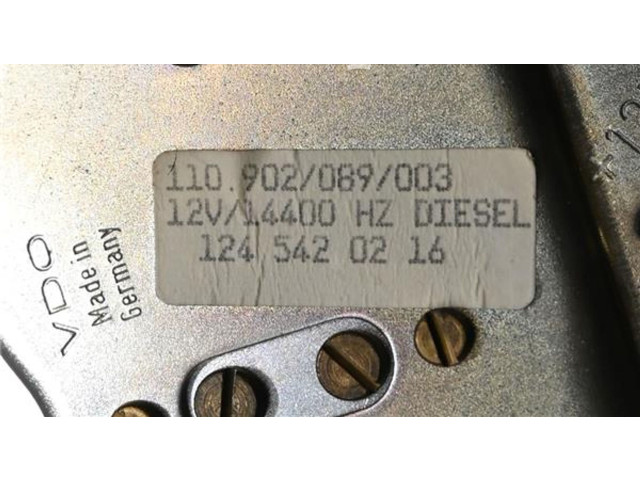 110.902/089/003
12V/14400 HZ DIESEL
124 542 02 16
VDO
Made in
Germany